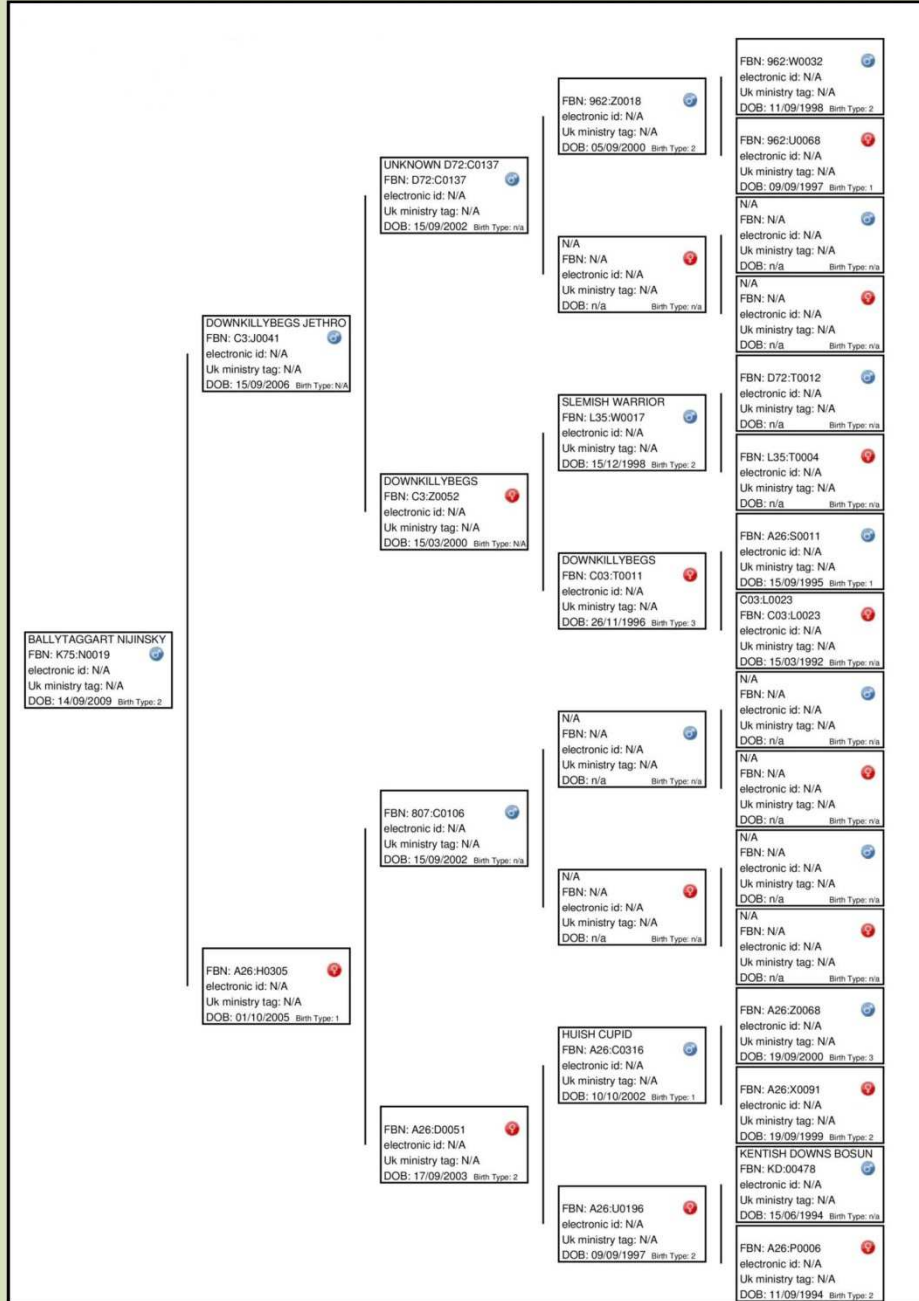 BALLYTAGGART NIJINSKY
FBN: K75:N0019
electronic id: N/A
Uk ministry tag: N/A
DOB: 14/09/2009 Birth Type: 2
DOWNKILLYBEGS JETHRO
FBN: C3:J0041
electronic id: N/A
Uk ministry tag: N/A
DOB: 15/09/2006 Birth Type: N/A
FBN: A26:H0305
electronic id: N/A
Uk ministry tag: N/A
DOB: 01/10/2005 Birth Type: 1
UNKNOWN D72:C0137
FBN: D72:C0137
electronic id: N/A
Uk ministry tag: N/A
DOB: 15/09/2002 Birth Type: n/a
DOWNKILLYBEGS
FBN: C3:Z0052
electronic id: N/A
Uk ministry tag: N/A
DOB: 15/03/2000 Birth Type: N/A
FBN: 807:C0106
electronic id: N/A
Uk ministry tag: N/A
DOB: 15/09/2002 Birth Type: n/a
FBN: A26:D0051
electronic id: N/A
Uk ministry tag: N/A
DOB: 17/09/2003 Birth Type: 2
FBN: 962:Z0018
electronic id: N/A
Uk ministry tag: N/A
DOB: 05/09/2000 Birth Type: 2
N/A
FBN: N/A
electronic id: N/A
Uk ministry tag: N/A
DOB: n/a Birth Type: n/a
SLEMISH WARRIOR
FBN: L35:W0017
electronic id: N/A
Uk ministry tag: N/A
DOB: 15/12/1998 Birth Type: 2
DOWNKILLYBEGS
FBN: C03:T0011
electronic id: N/A
Uk ministry tag: N/A
DOB: 26/11/1996 Birth Type: 3
N/A
FBN: N/A
electronic id: N/A
Uk ministry tag: N/A
DOB: n/a Birth Type: n/a
N/A
FBN: N/A
electronic id: N/A
Uk ministry tag: N/A
DOB: n/a Birth Type: n/a
HUISH CUPID
FBN: A26:C0316
electronic id: N/A
Uk ministry tag: N/A
DOB: 10/10/2002 Birth Type: 1
FBN: A26:U0196
electronic id: N/A
Uk ministry tag: N/A
DOB: 09/09/1997 Birth Type: 2
FBN: 962:W0032
electronic id: N/A
Uk ministry tag: N/A
DOB: 11/09/1998 Birth Type: 2
FBN: 962:U0068
electronic id: N/A
Uk ministry tag: N/A
DOB: 09/09/1997 Birth Type: 1
N/A
FBN: N/A
electronic id: N/A
Uk ministry tag: N/A
DOB: n/a Birth Type: n/a
N/A
FBN: N/A
electronic id: N/A
Uk ministry tag: N/A
DOB: n/a Birth Type: n/a
FBN: D72:T0012
electronic id: N/A
Uk ministry tag: N/A
DOB: n/a Birth Type: n/a
FBN: L35:T0004
electronic id: N/A
Uk ministry tag: N/A
DOB: n/a Birth Type: n/a
FBN: A26:S0011
electronic id: N/A
Uk ministry tag: N/A
DOB: 15/09/1995 Birth Type: 1
C03:L0023
FBN: C03:L0023
electronic id: N/A
Uk ministry tag: N/A
DOB: 15/03/1992 Birth Type: n/a
N/A
FBN: N/A
electronic id: N/A
Uk ministry tag: N/A
DOB: n/a Birth Type: n/a
N/A
FBN: N/A
electronic id: N/A
Uk ministry tag: N/A
DOB: n/a Birth Type: n/a
N/A
FBN: N/A
electronic id: N/A
Uk ministry tag: N/A
DOB: n/a Birth Type: n/a
N/A
FBN: N/A
electronic id: N/A
Uk ministry tag: N/A
DOB: n/a Birth Type: n/a
FBN: A26:Z0068
electronic id: N/A
Uk ministry tag: N/A
DOB: 19/09/2000 Birth Type: 3
FBN: A26:X0091
electronic id: N/A
Uk ministry tag: N/A
DOB: 19/09/1999 Birth Type: 2
KENTISH DOWNS BOSUN
FBN: KD:00478
electronic id: N/A
Uk ministry tag: N/A
DOB: 15/06/1994 Birth Type: n/a
FBN: A26:P0006
electronic id: N/A
Uk ministry tag: N/A
DOB: 11/09/1994 Birth Type: 2